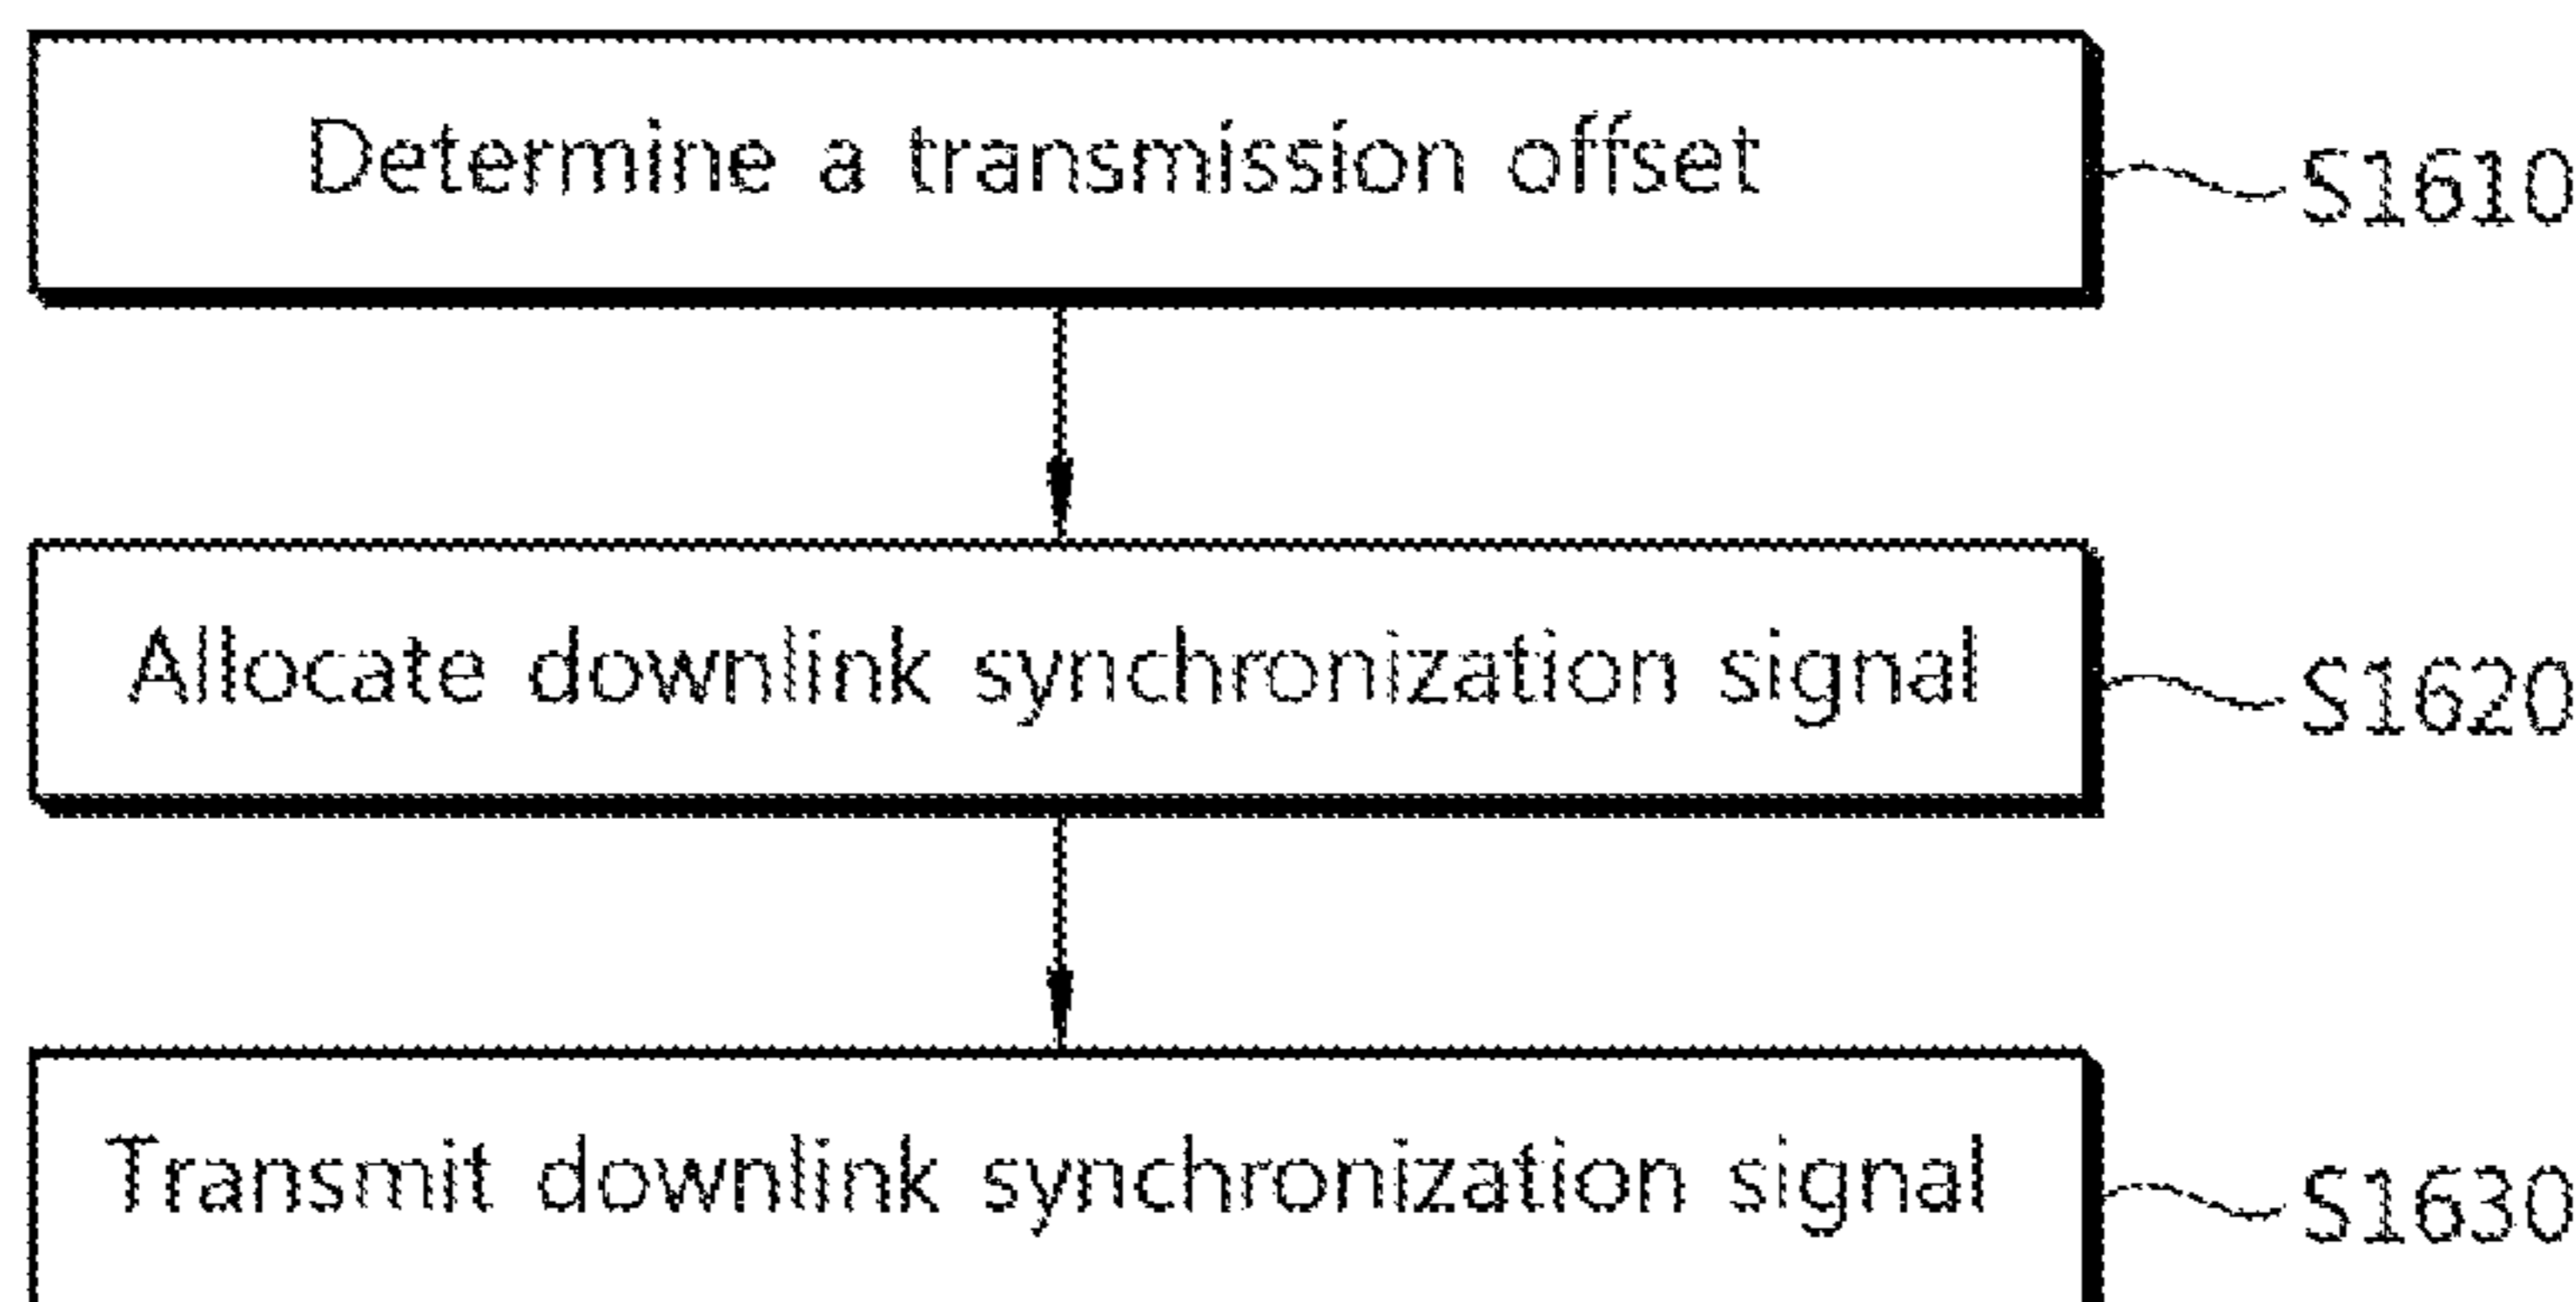 Determine a transmission offset
S1610
Allocate downlink synchronization signal
S1620
Transmit downlink synchronization signal
S1630